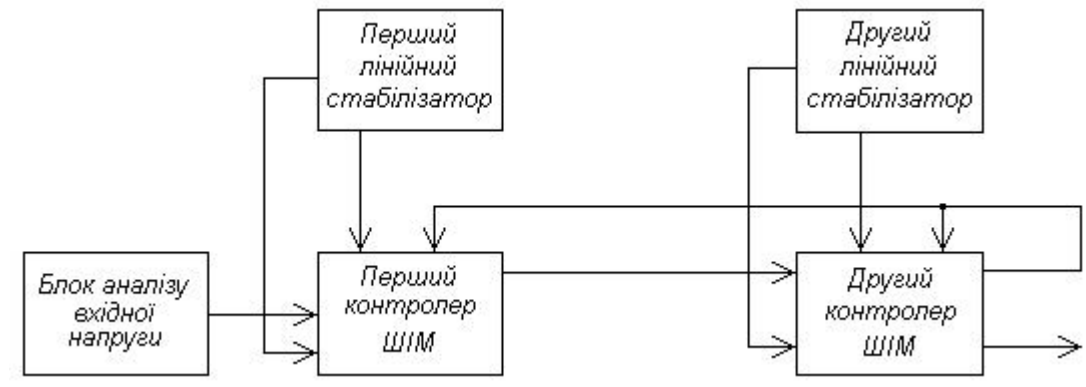 Перший
лінійний
стабілізатор
Другий
лінійний
стабілізатор
Блок аналізу
вхідної
напруги
Перший
контролер
ШІМ
Другий
контролер
ШІМ